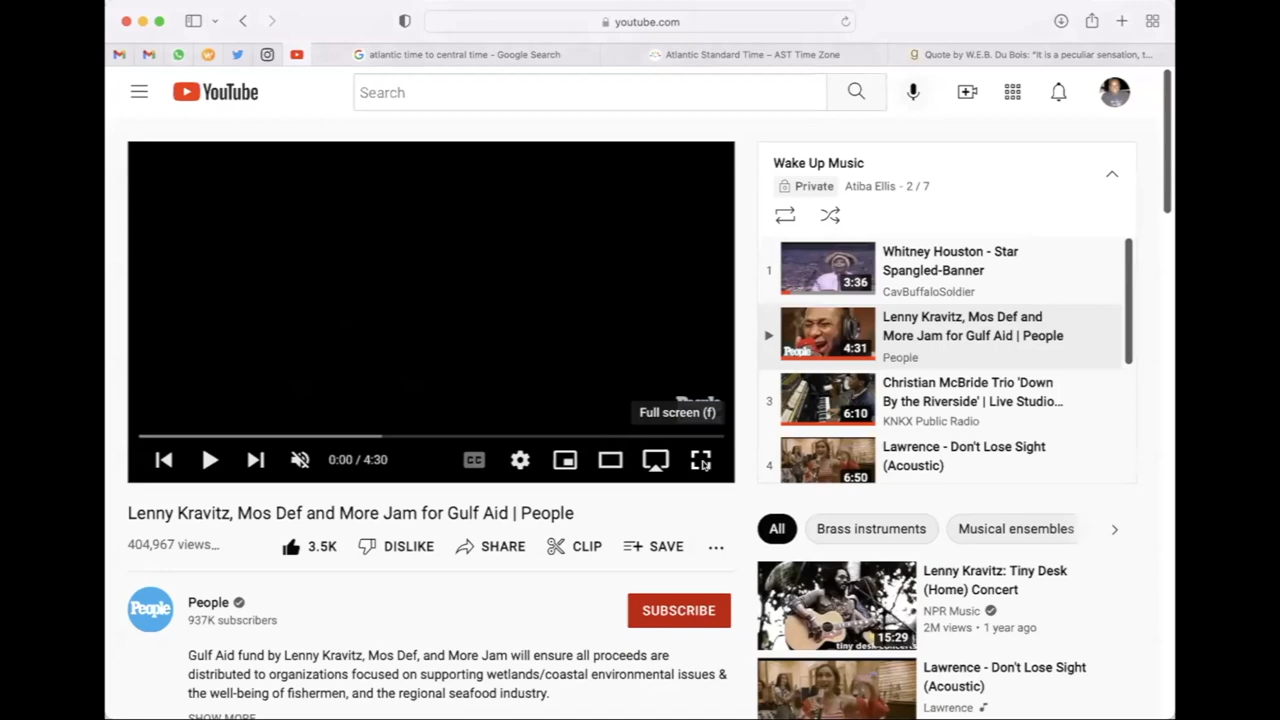 youtube.com
atlantic time to central time - Google Search
Atlantic Standard Time – AST Time Zone
Quote by W.E.B. Du Bois: "It is a peculiar sensation, t...
YouTube
Search
Wake Up Music
Private Atiba Ellis - 2 / 7
1
3:36
Whitney Houston - Star
Spangled-Banner
CavBuffaloSoldier
People
4:31
Lenny Kravitz, Mos Def and
More Jam for Gulf Aid | People
People
3
6:10
Christian McBride Trio 'Down
By the Riverside' | Live Studio...
KNKX Public Radio
4
6:50
Lawrence - Don't Lose Sight
(Acoustic)
Full screen (f)
0:00 / 4:30
CC
Lenny Kravitz, Mos Def and More Jam for Gulf Aid | People
404,967 views...
3.5K DISLIKE SHARE CLIP SAVE
People
People
937K subscribers
SUBSCRIBE
Gulf Aid fund by Lenny Kravitz, Mos Def, and More Jam will ensure all proceeds are
distributed to organizations focused on supporting wetlands/coastal environmental issues &
the well-being of fishermen, and the regional seafood industry.
SHOW MORE
All Brass instruments Musical ensembles
tiny desk concerts
15:29
Lenny Kravitz: Tiny Desk
(Home) Concert
NPR Music
2M views • 1 year ago
Lawrence - Don't Lose Sight
(Acoustic)
Lawrence